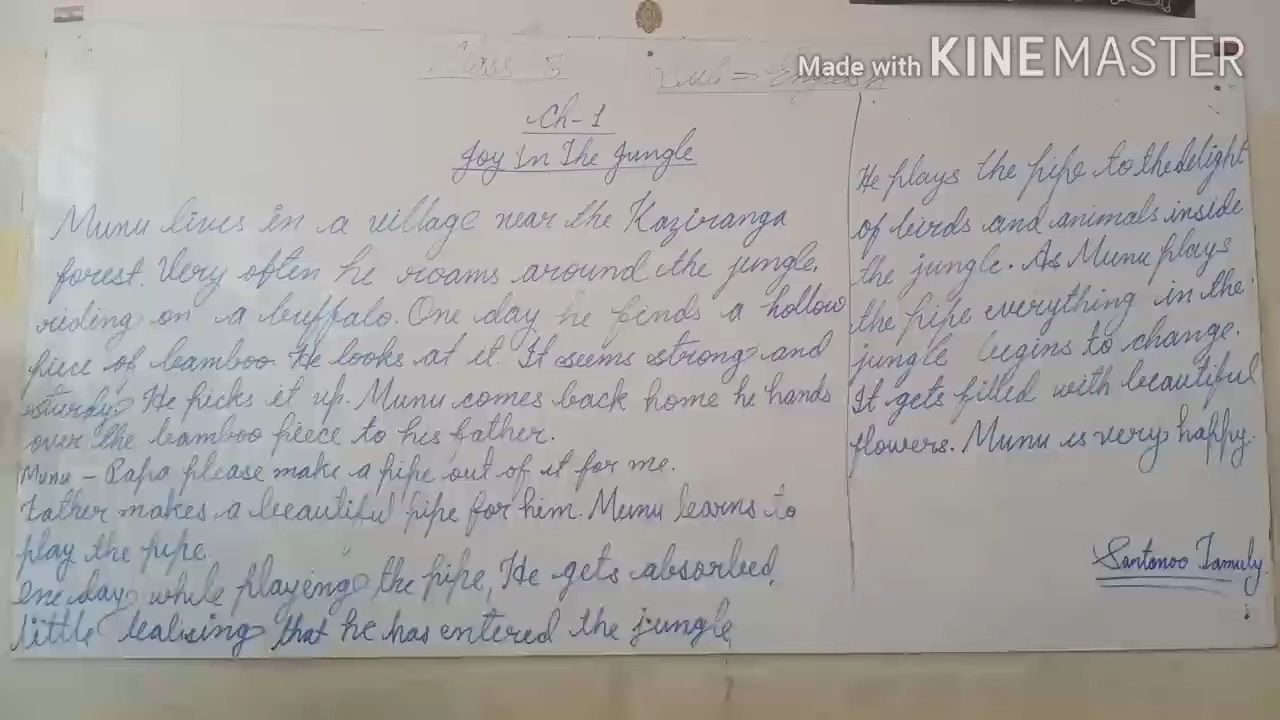 Class - 5
Sub = English
Made with KINEMASTER
Ch-1
Joy In The Jungle
Munu lives in a village near the Kaziranga
forest. Very often he roams around the jungle,
riding on a buffalo. One day he finds a hollow
piece of bamboo. He looks at it. It seems strong and
sturdy. He picks it up. Munu comes back home he hands
over the bamboo piece to his father.
Munu - Papa please make a pipe out of it for me.
Father makes a beautiful pipe for him. Munu learns to
play the pipe.
One day while playing the pipe, He gets absorbed,
little realising that he has entered the jungle
He plays the pipe to the delight
of birds and animals inside
the jungle. As Munu plays
the pipe everything in the
jungle begins to change.
It gets filled with beautiful
flowers. Munu is very happy.
Santonoo Tamuly